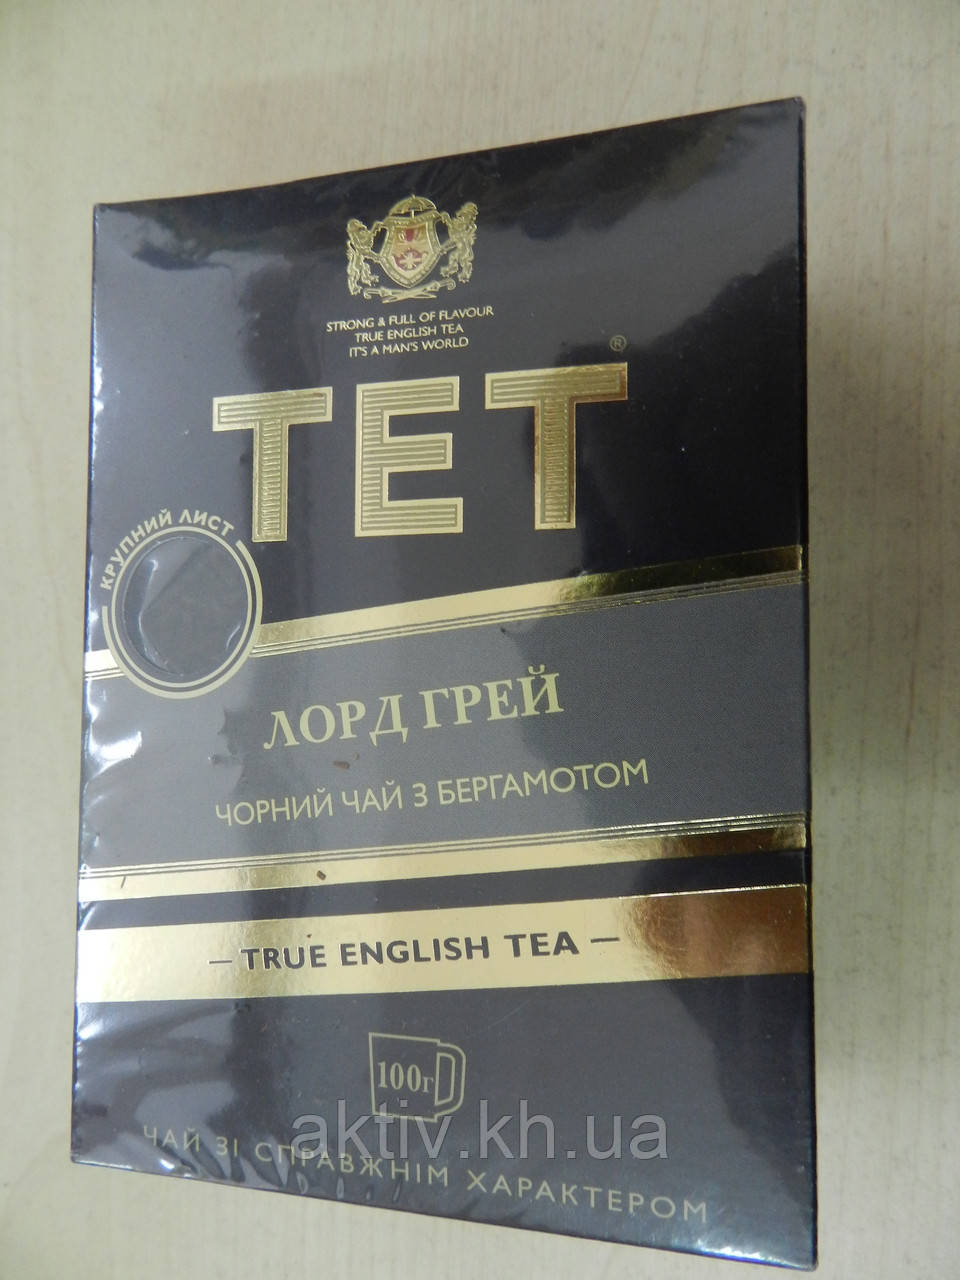 STRONG & FULL OF FLAVOUR
TRUE ENGLISH TEA
IT'S A MAN'S WORLD
ТЕТ®
КРУПНИЙ ЛИСТ
ЛОРД ГРЕЙ
ЧОРНИЙ ЧАЙ З БЕРГАМОТОМ
— TRUE ENGLISH TEA —
100г
aktiv.kh.ua
ЧАЙ ЗІ СПРАВЖНІМ ХАРАКТЕРОМ